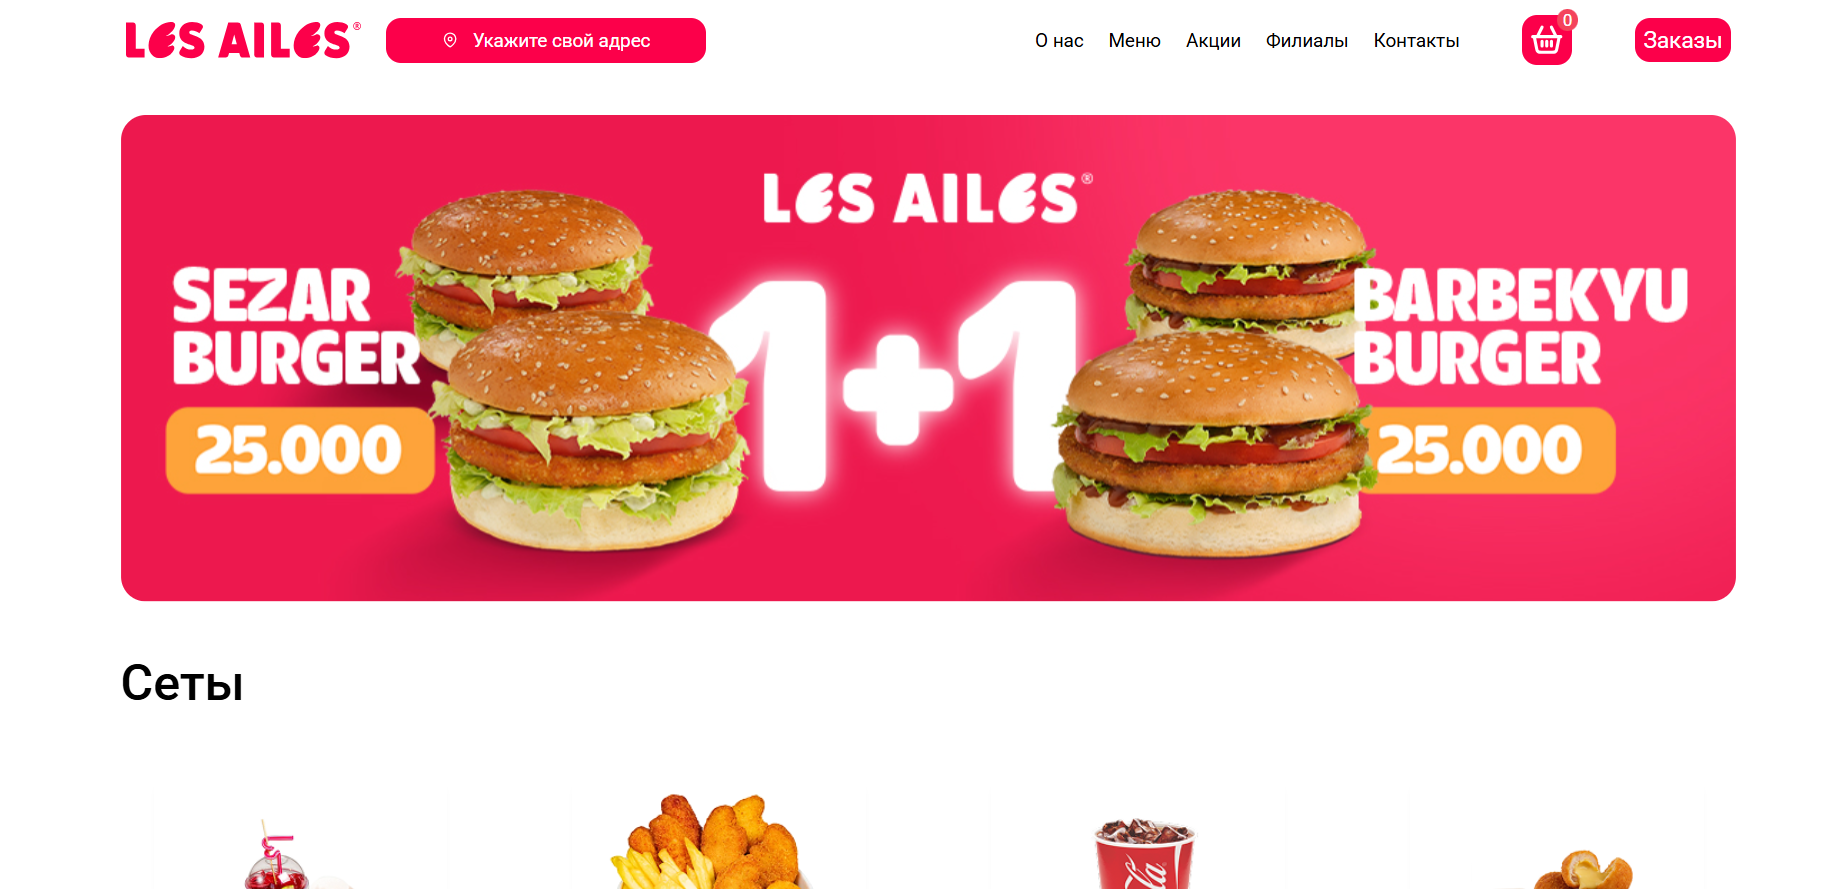 LES AILES®
Укажите свой адрес
О нас
Меню
Акции
Филиалы
Контакты
0
Заказы
LES AILES®
SEZAR
BURGER
25.000
1+1
BARBEKYU
BURGER
25.000
Сеты